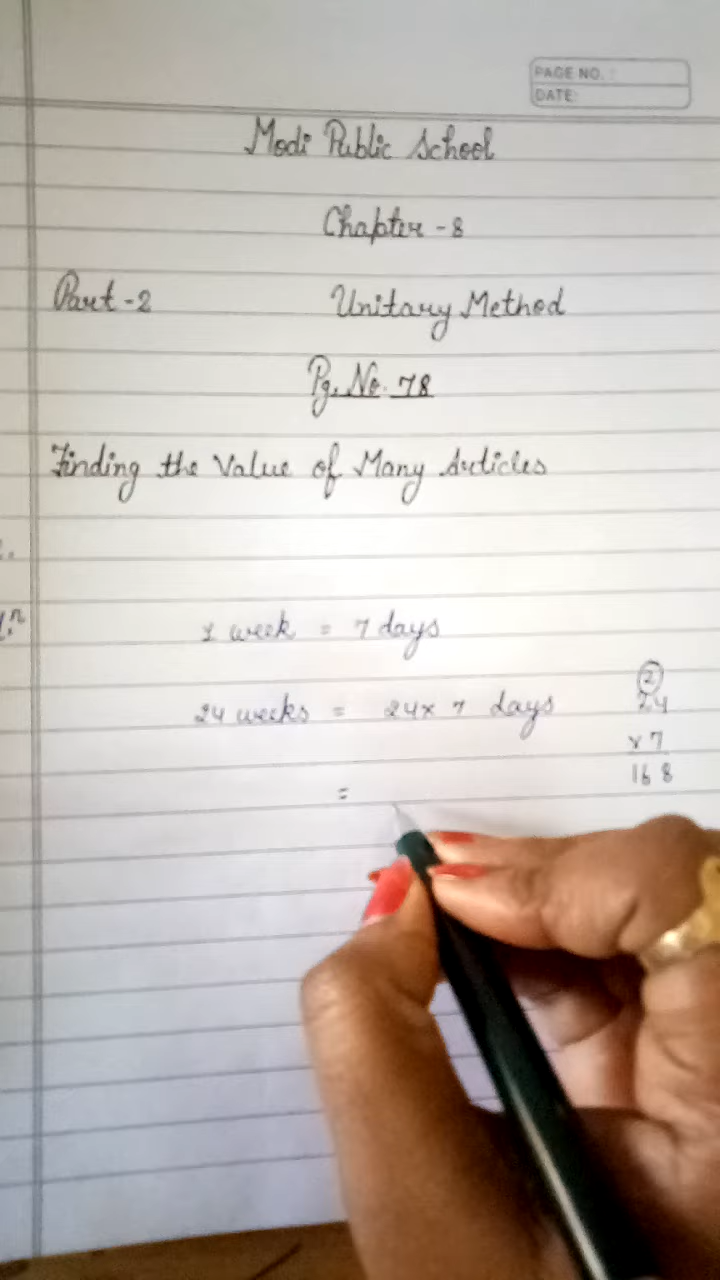 PAGE NO. :
DATE:
Modi Public School
Chapter - 8
Part - 2 Unitary Method
Pg. No. 78
Finding the Value of Many Articles
1 week = 7 days
24 weeks = 24 x 7 days
=
2
24
x 7
168